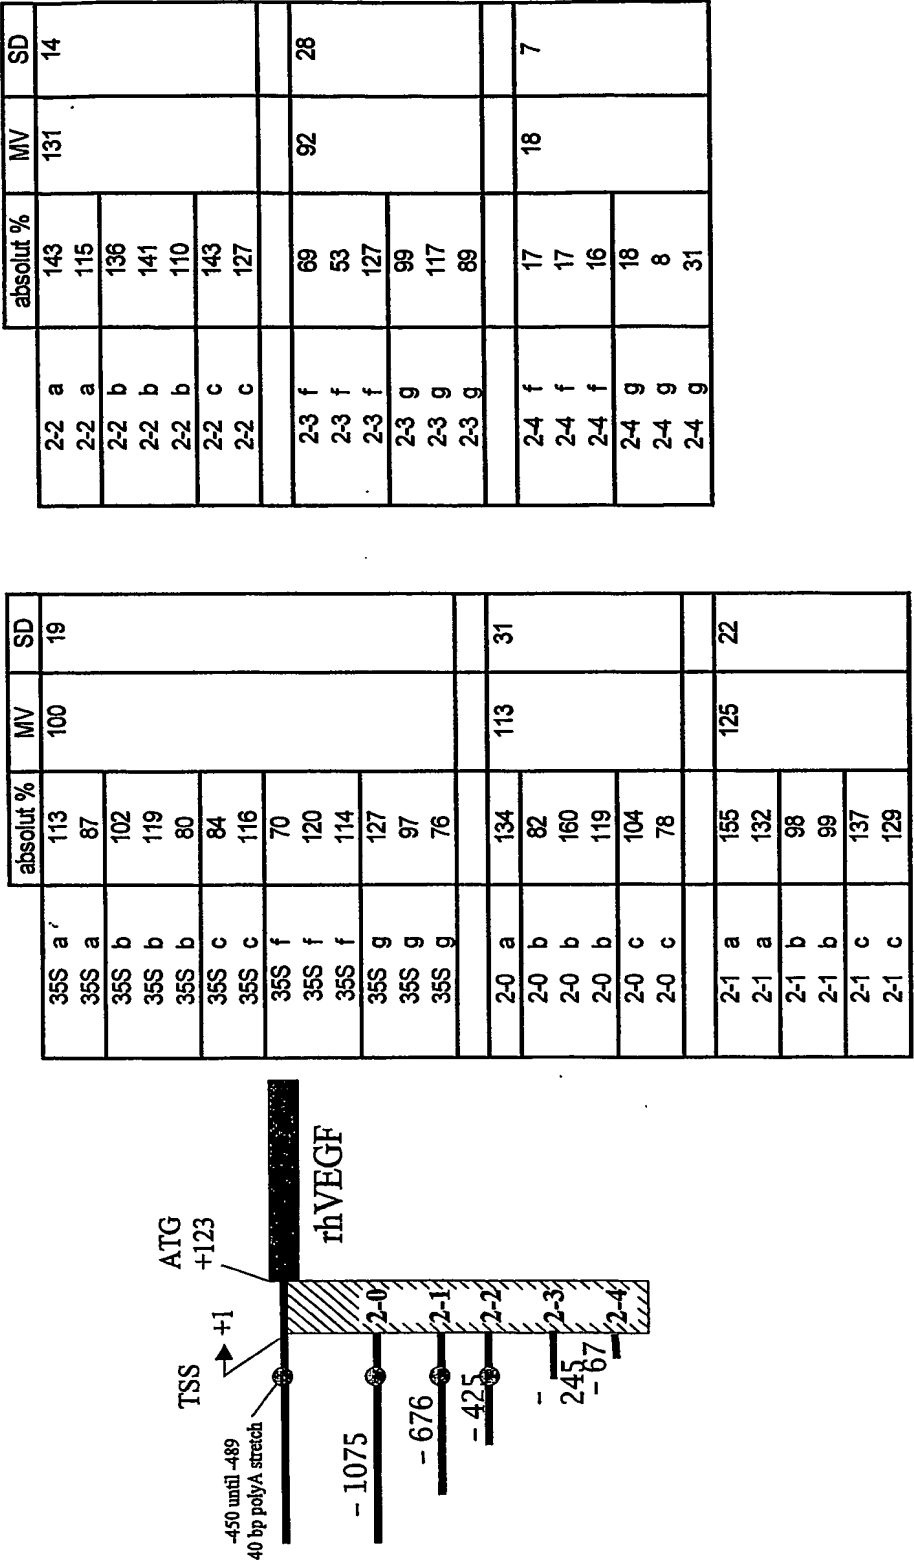 -450 until -489
40 bp polyA stretch
TSS
+1
ATG
+123
rhVEGF
- 1075
2-0
- 676
2-1
- 425
2-2
-
245
2-3
- 67
2-4
absolut % MV SD
35S a 113 100 19
35S a 87
35S b 102
35S b 119
35S b 80
35S c 84
35S c 116
35S f 70
35S f 120
35S f 114
35S g 127
35S g 97
35S g 76
2-0 a 134 113 31
2-0 b 82
2-0 b 160
2-0 b 119
2-0 c 104
2-0 c 78
2-1 a 155 125 22
2-1 a 132
2-1 b 98
2-1 b 99
2-1 c 137
2-1 c 129
absolut % MV SD
2-2 a 143 131 14
2-2 a 115
2-2 b 136
2-2 b 141
2-2 b 110
2-2 c 143
2-2 c 127
2-3 f 69 92 28
2-3 f 53
2-3 f 127
2-3 g 99
2-3 g 117
2-3 g 89
2-4 f 17 18 7
2-4 f 17
2-4 f 16
2-4 g 18
2-4 g 8
2-4 g 31